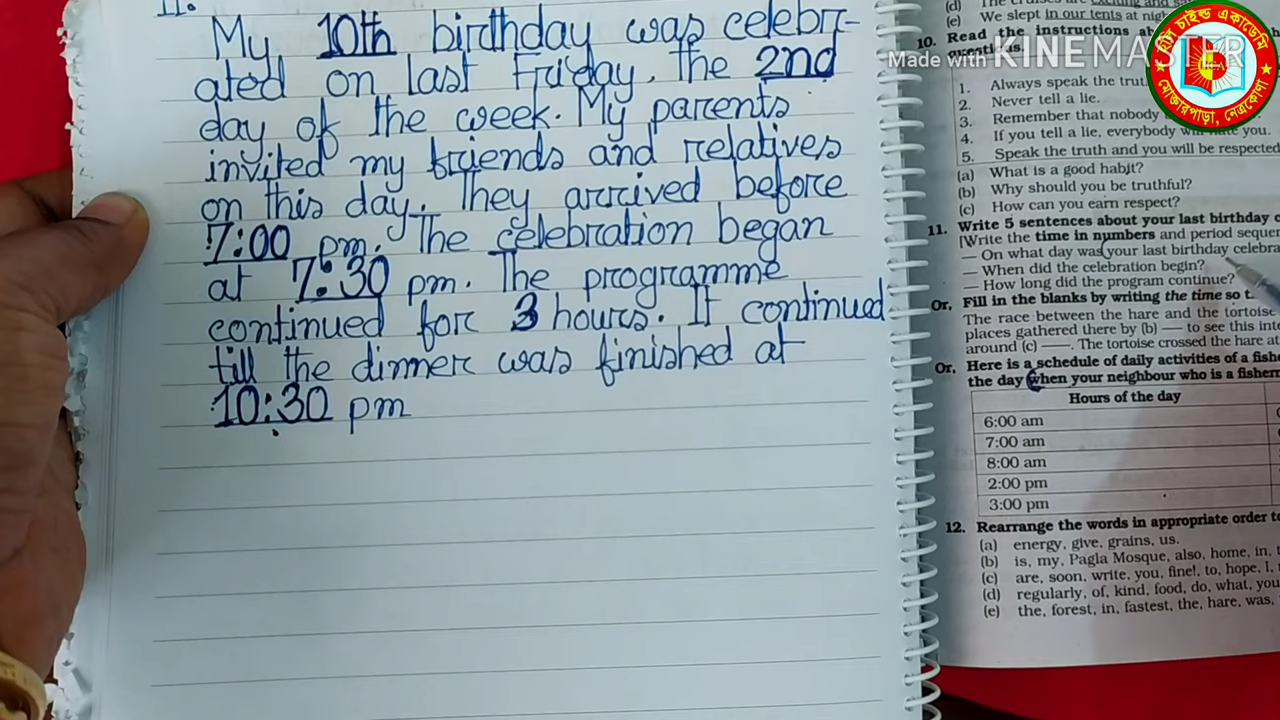 11.
My 10th birthday was celebr-
ated on last Friday. The 2nd
day of the week. My parents
invited my friends and relatives
on this day. They arrived before
7:00 pm. The celebration began
at 7:30 pm. The programme
continued for 3 hours. It continued
till the dinner was finished at
10:30 pm
(d) The cruises are exciting and
(e) We slept in our tents at nig
10. Read the instructions
questions.
1. Always speak the tru
2. Never tell a lie.
3. Remember that nobody
4. If you tell a lie, everybody will hate you.
5. Speak the truth and you will be respected
(a) What is a good habit?
(b) Why should you be truthful?
(c) How can you earn respect?
11. Write 5 sentences about your last birthday c
[Write the time in numbers and period sequen
— On what day was your last birthday celebra
— When did the celebration begin?
— How long did the program continue?
Or, Fill in the blanks by writing the time so t
The race between the hare and the tortoise
places gathered there by (b) — to see this inte
around (c) —. The tortoise crossed the hare at
Or, Here is a schedule of daily activities of a fishe
the day when your neighbour who is a fisherm
Hours of the day
6:00 am
7:00 am
8:00 am
2:00 pm
3:00 pm
12. Rearrange the words in appropriate order to
(a) energy, give, grains, us.
(b) is, my, Pagla Mosque, also, home, in, t
(c) are, soon, write, you, fine!, to, hope, I,
(d) regularly, of, kind, food, do, what, you
(e) the, forest, in, fastest, the, hare, was,
Made with KINEMASTER
চাইল্ড একাডেমি
মোক্তারপাড়া, নেত্রকোণা